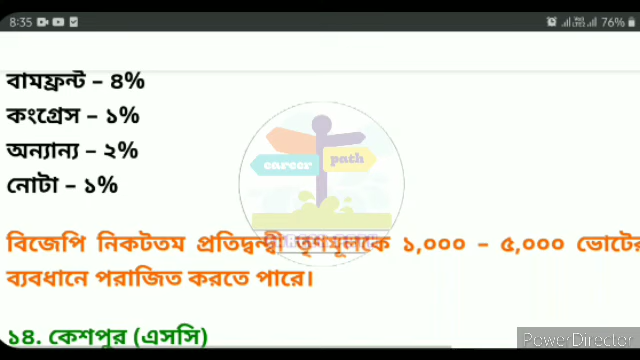 8:35
76%
বামফ্রন্ট – ৪%
কংগ্রেস – ১%
অন্যান্য – ২%
নোটা – ১%
career
path
বিজেপি নিকটতম প্রতিদ্বন্দ্বী তৃণমূলকে ১,০০০ – ৫,০০০ ভোটের
ব্যবধানে পরাজিত করতে পারে।
১৪. কেশপুর (এসসি)
PowerDirector